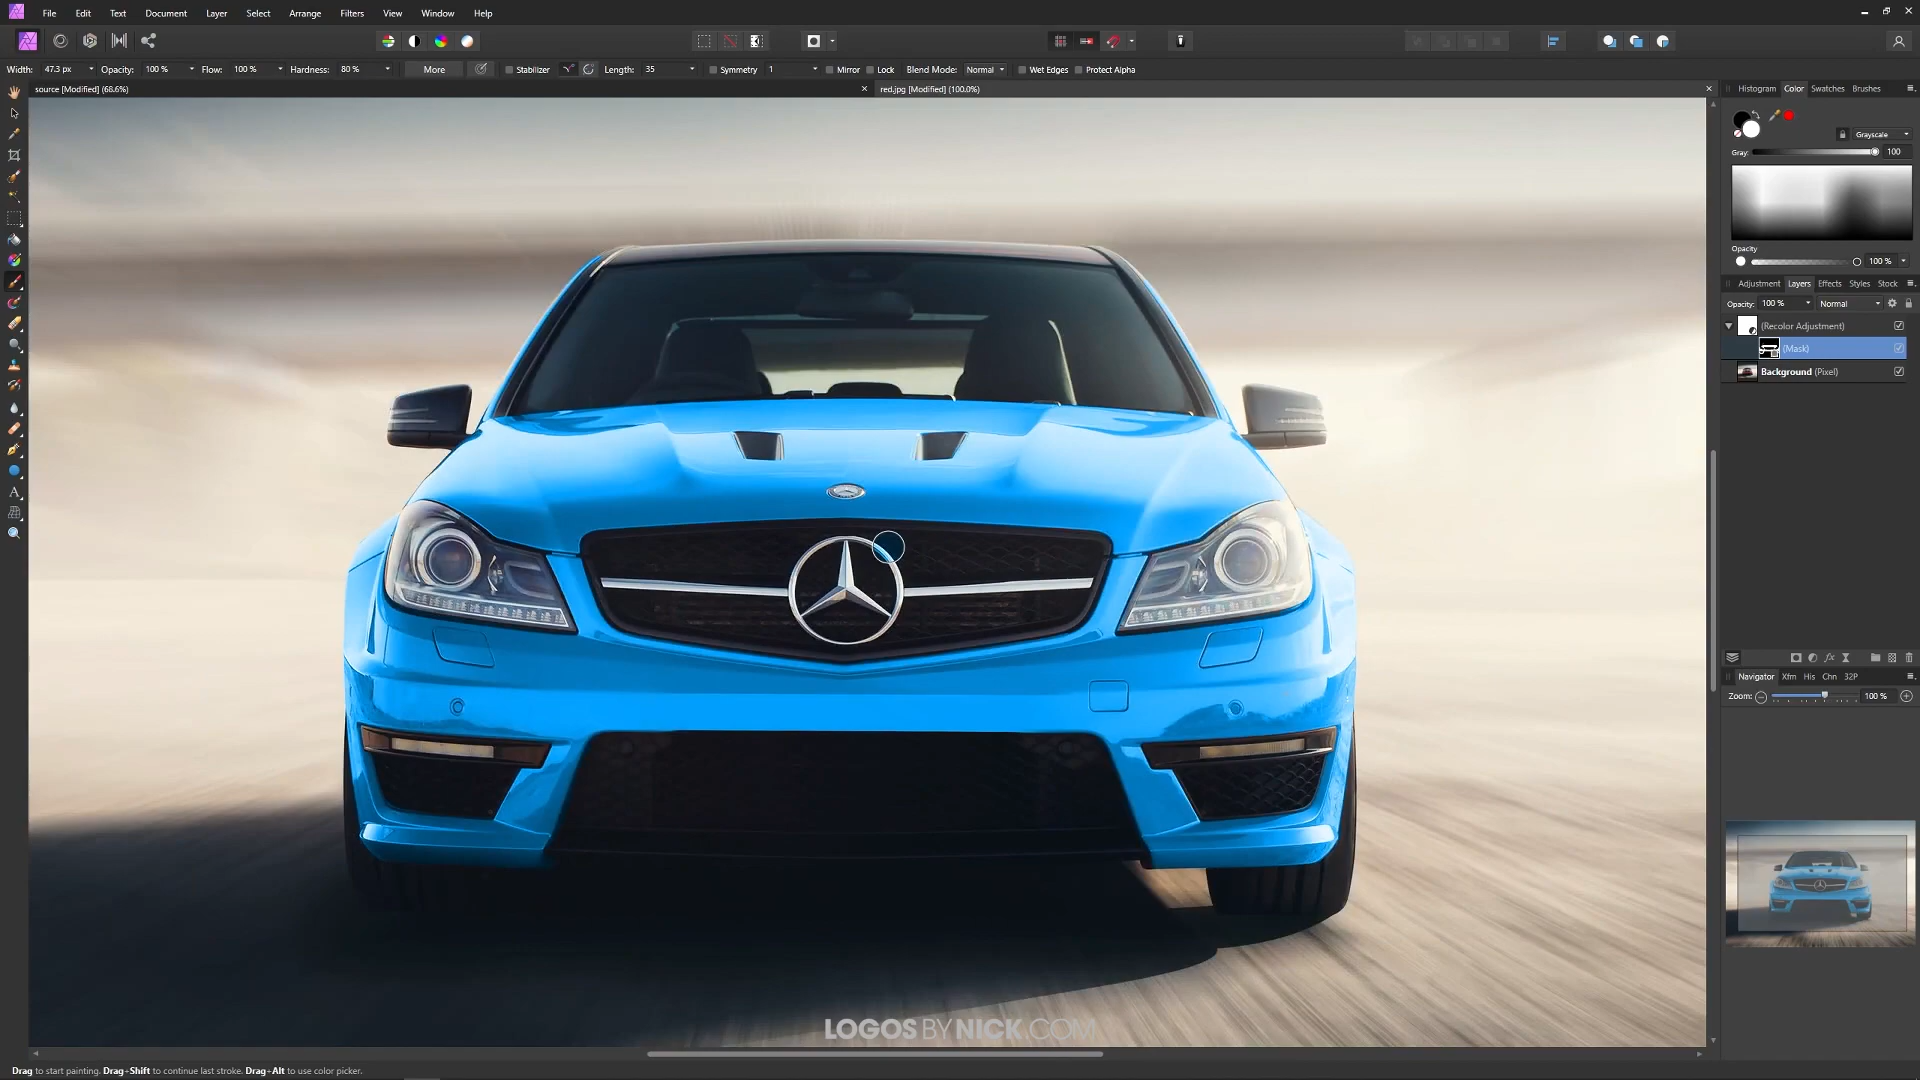 File Edit Text Document Layer Select Arrange Filters View Window Help
Width: 47.3 px Opacity: 100 % Flow: 100 % Hardness: 80 % More Stabilizer Length: 35 Symmetry 1 Mirror Lock Blend Mode: Normal Wet Edges Protect Alpha
source [Modified] (68.6%) red.jpg [Modified] (100.0%)
Histogram Color Swatches Brushes
Grayscale
Gray: 100
Opacity
100 %
Adjustment Layers Effects Styles Stock
Opacity: 100 % Normal
(Recolor Adjustment)
(Mask)
Background (Pixel)
Navigator Xfm His Chn 32P
Zoom: 100 %
LOGOSBYNICK.COM
Drag to start painting. Drag+Shift to continue last stroke. Drag+Alt to use color picker.